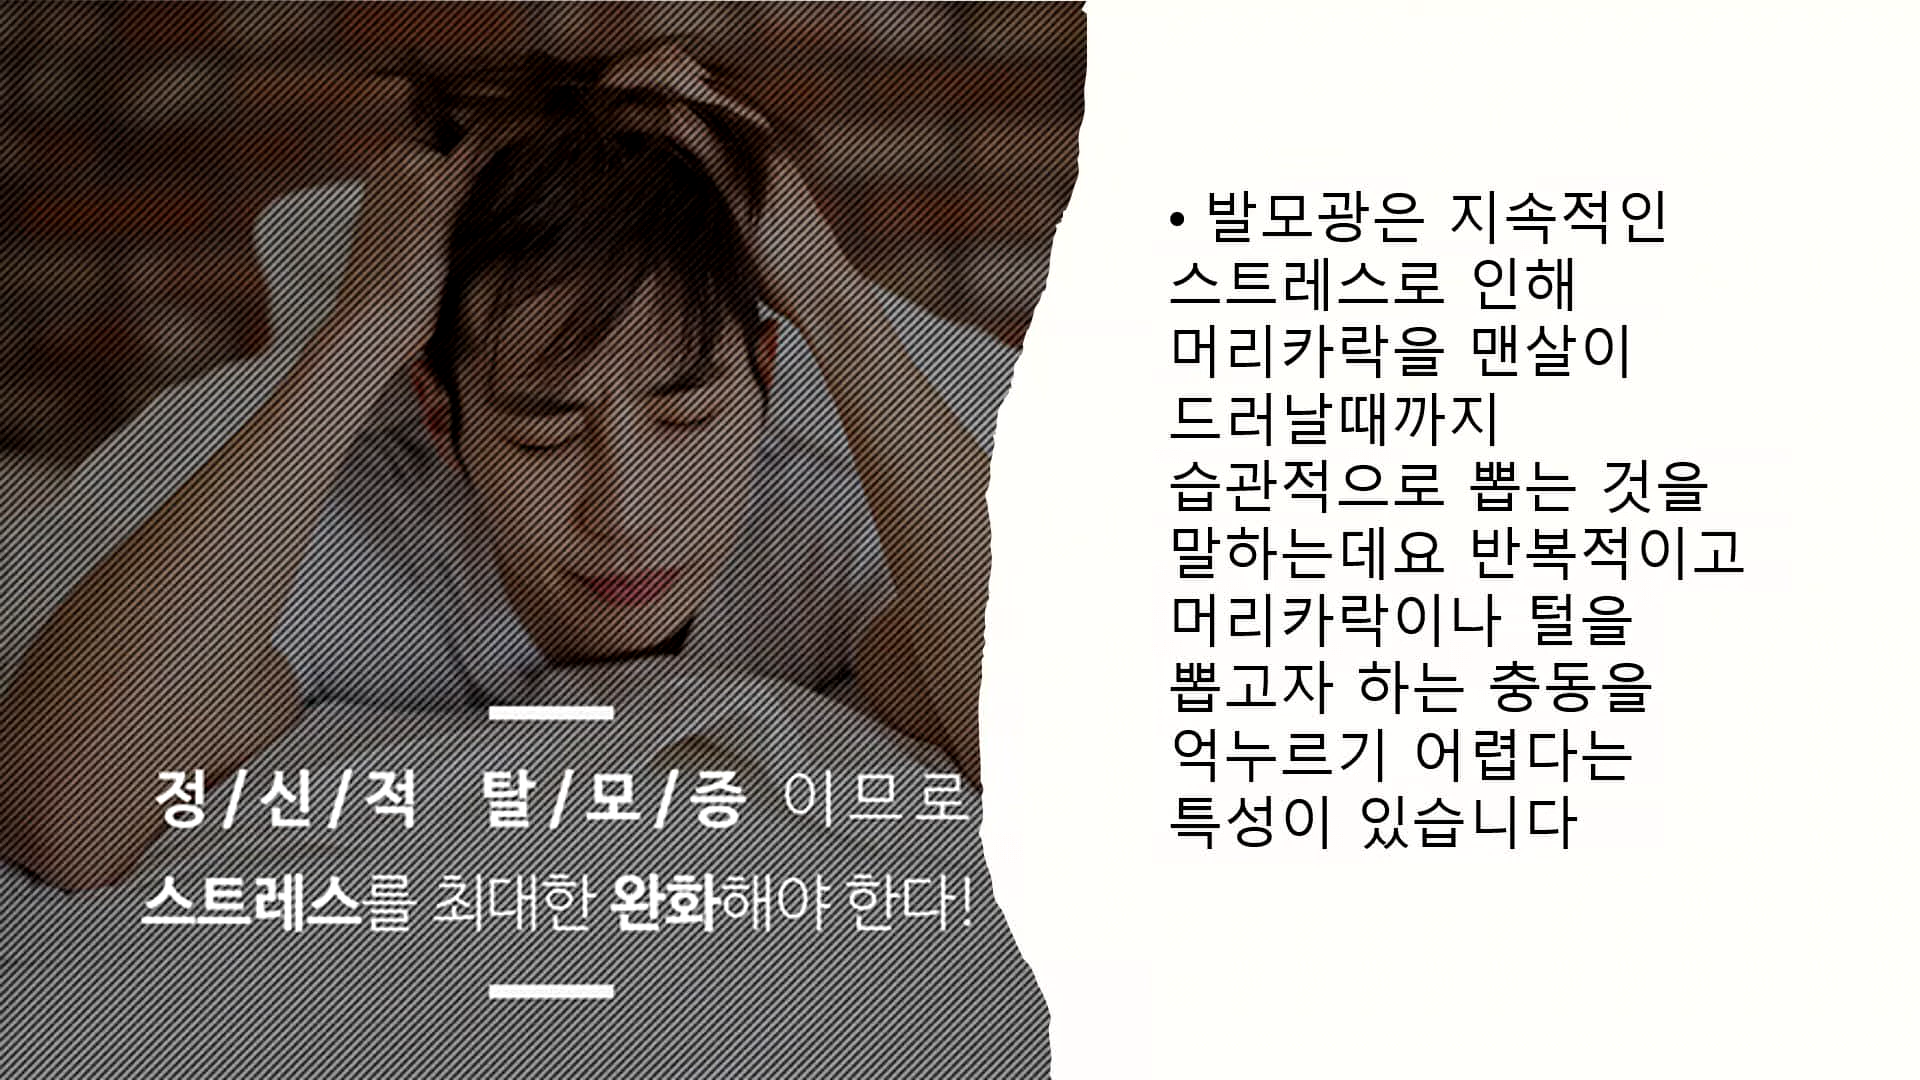 정/신/적 탈/모/증 이므로
스트레스를 최대한 완화해야 한다!
• 발모광은 지속적인
스트레스로 인해
머리카락을 맨살이
드러날때까지
습관적으로 뽑는 것을
말하는데요 반복적이고
머리카락이나 털을
뽑고자 하는 충동을
억누르기 어렵다는
특성이 있습니다